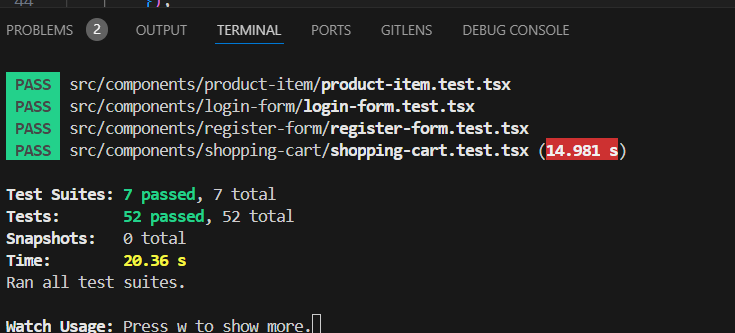 44 });
PROBLEMS 2 OUTPUT TERMINAL PORTS GITLENS DEBUG CONSOLE
PASS src/components/product-item/product-item.test.tsx
PASS src/components/login-form/login-form.test.tsx
PASS src/components/register-form/register-form.test.tsx
PASS src/components/shopping-cart/shopping-cart.test.tsx (14.981 s)
Test Suites: 7 passed, 7 total
Tests: 52 passed, 52 total
Snapshots: 0 total
Time: 20.36 s
Ran all test suites.
Watch Usage: Press w to show more.